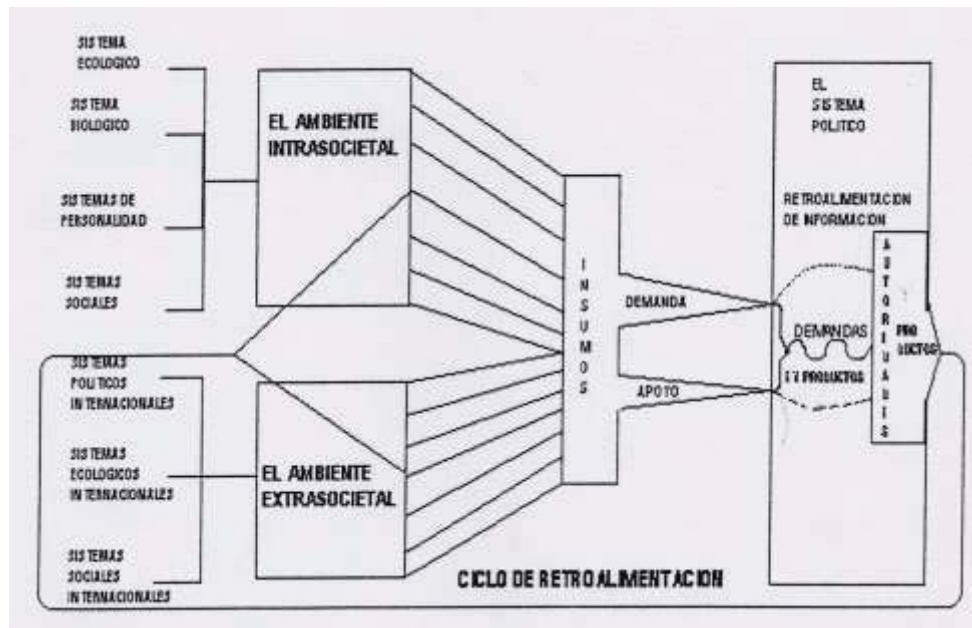 SISTEMA
ECOLOGICO
SISTEMA
BIOLOGICO
SISTEMAS DE
PERSONALIDAD
SISTEMAS
SOCIALES
SISTEMAS
POLITICOS
INTERNACIONALES
SISTEMAS
ECOLOGICOS
INTERNACIONALES
SISTEMAS
SOCIALES
INTERNACIONALES
EL AMBIENTE
INTRASOCIETAL
EL AMBIENTE
EXTRASOCIETAL
INSUMOS
DEMANDA
APOYO
EL
SISTEMA
POLITICO
RETROALIMENTACION
DE INFORMACION
DEMANDAS
PRODUCTOS
AUTORIDADES
PRO
DUCTOS
CICLO DE RETROALIMENTACION